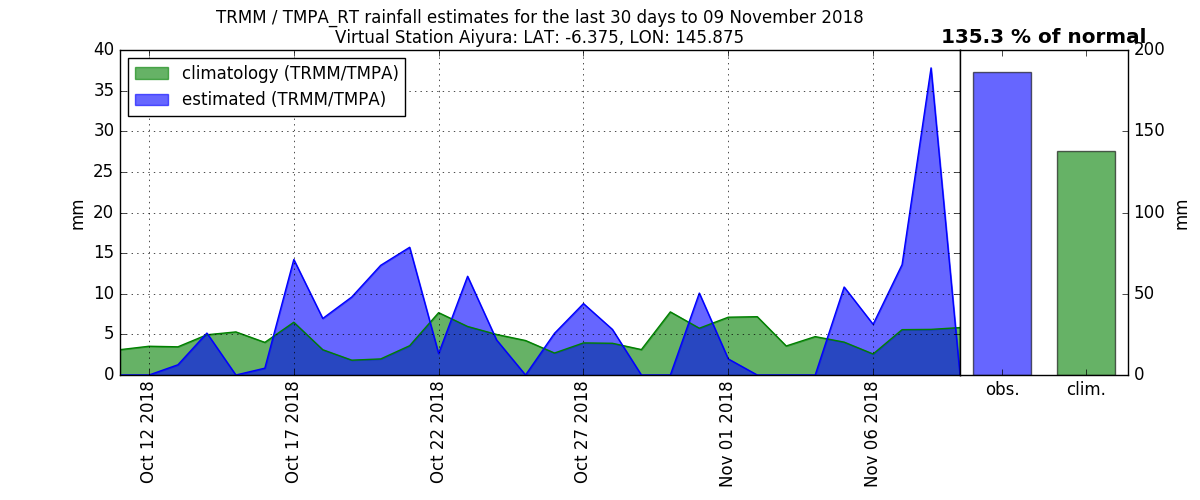 TRMM / TMPA_RT rainfall estimates for the last 30 days to 09 November 2018
Virtual Station Aiyura: LAT: -6.375, LON: 145.875
135.3 % of normal
climatology (TRMM/TMPA)
estimated (TRMM/TMPA)
40
35
30
25
20
15
10
5
0
mm
200
150
100
50
0
mm
Oct 12 2018
Oct 17 2018
Oct 22 2018
Oct 27 2018
Nov 01 2018
Nov 06 2018
obs.
clim.